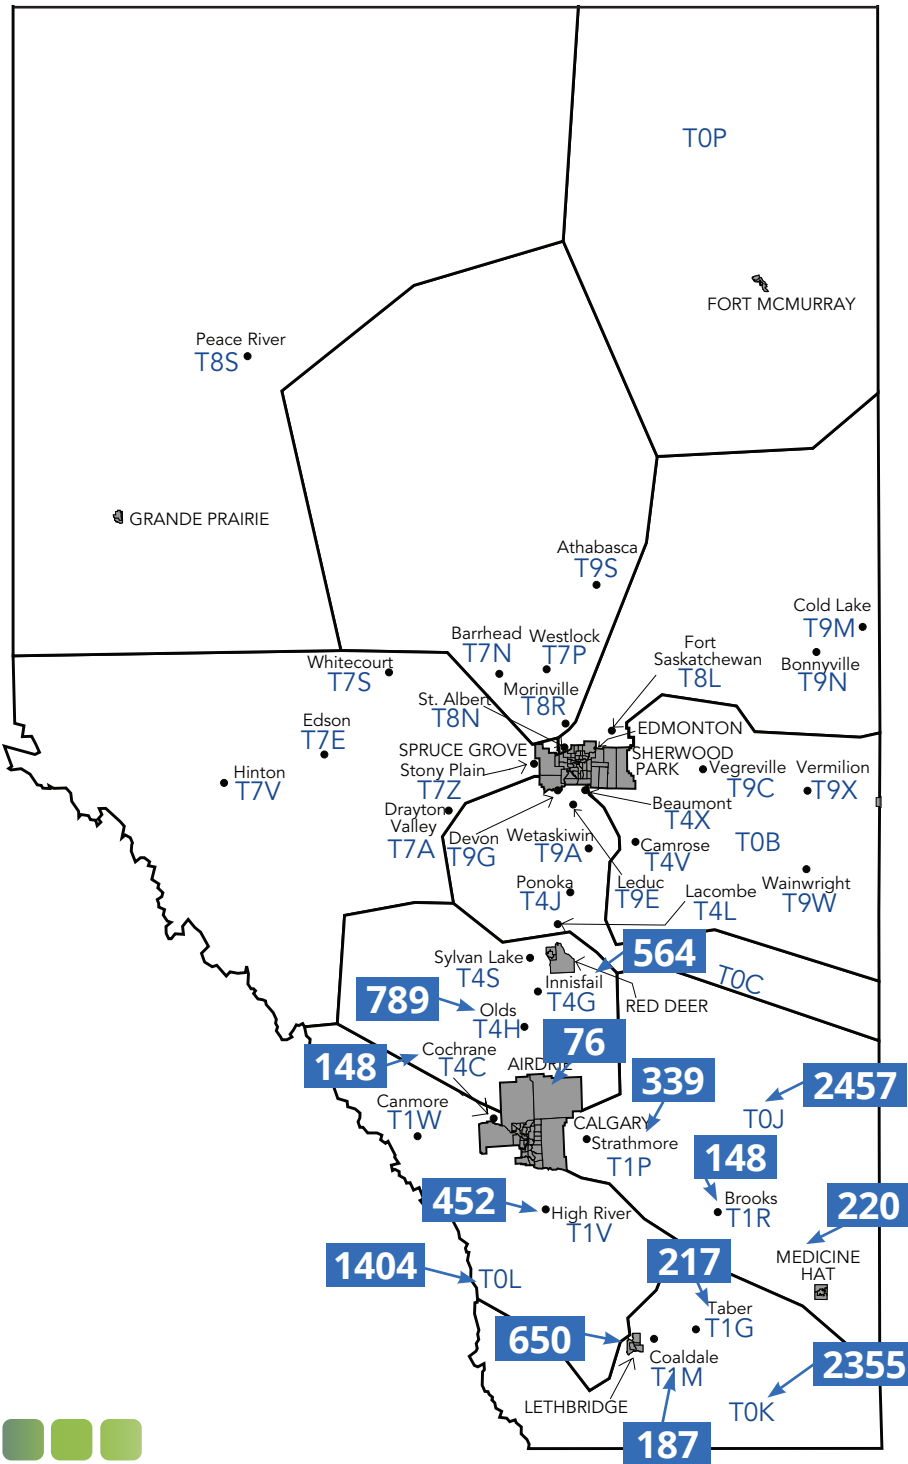 T0P
FORT MCMURRAY
Peace River
T8S
GRANDE PRAIRIE
Athabasca
T9S
Cold Lake
T9M
Barrhead
T7N
Westlock
T7P
Fort
Saskatchewan
T8L
Bonnyville
T9N
Whitecourt
T7S
Morinville
T8R
St. Albert
T8N
Edson
T7E
EDMONTON
SPRUCE GROVE
SHERWOOD
PARK
Stony Plain
T7Z
Hinton
T7V
Vegreville
T9C
Vermilion
T9X
Drayton
Valley
T7A
Beaumont
T4X
Devon
T9G
Wetaskiwin
T9A
Camrose
T4V
T0B
Ponoka
T4J
Leduc
T9E
Lacombe
T4L
Wainwright
T9W
564
Sylvan Lake
T4S
T0C
Innisfail
T4G
RED DEER
789
Olds
T4H
76
148
Cochrane
T4C
AIRDRIE
339
2457
Canmore
T1W
CALGARY
T0J
Strathmore
T1P
148
452
High River
T1V
Brooks
T1R
220
1404
T0L
217
MEDICINE
HAT
Taber
T1G
650
Coaldale
T1M
2355
LETHBRIDGE
T0K
187